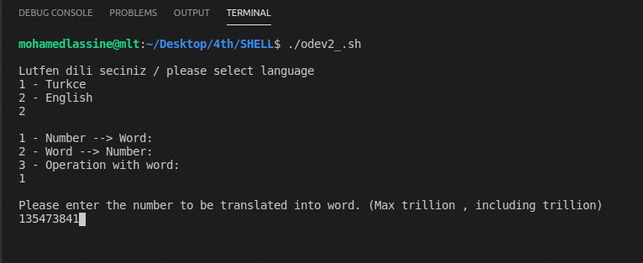 DEBUG CONSOLE PROBLEMS OUTPUT TERMINAL
mohamedlassine@mlt:~/Desktop/4th/SHELL$ ./odev2_.sh
Lutfen dili seciniz / please select language
1 - Turkce
2 - English
2
1 - Number --> Word:
2 - Word --> Number:
3 - Operation with word:
1
Please enter the number to be translated into word. (Max trillion , including trillion)
135473841